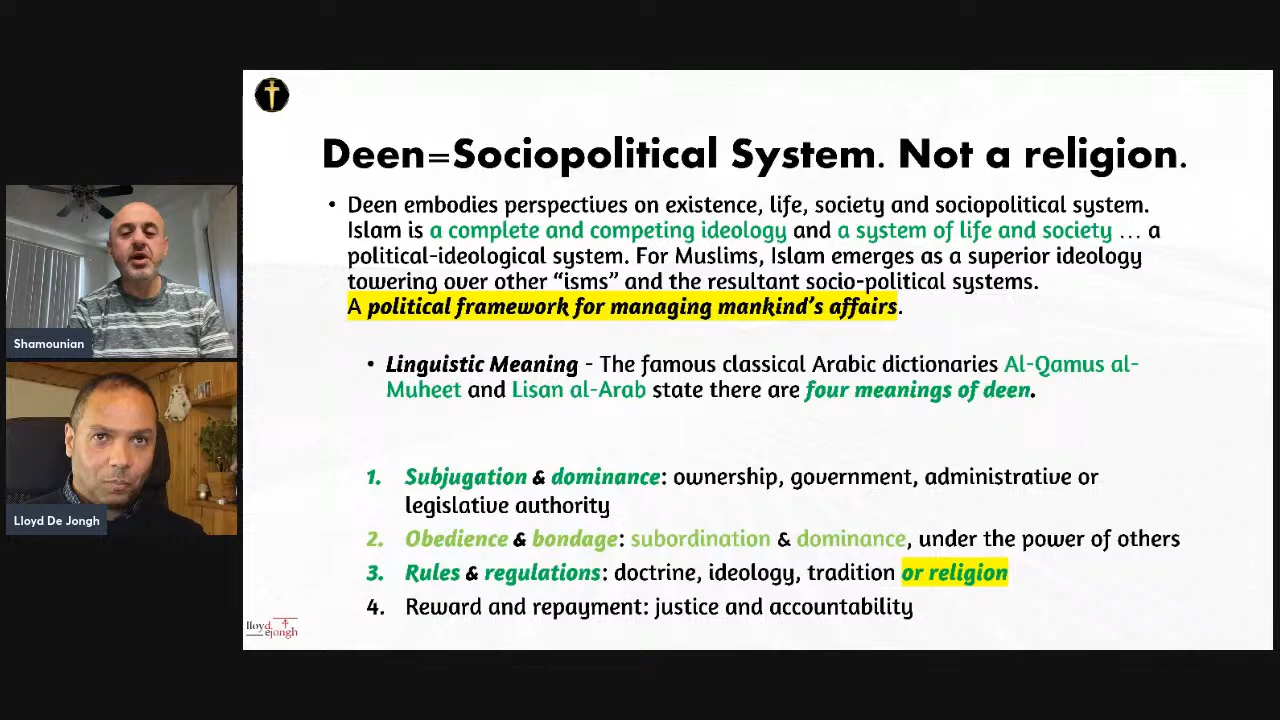 Deen=Sociopolitical System. Not a religion.
• Deen embodies perspectives on existence, life, society and sociopolitical system.
Islam is a complete and competing ideology and a system of life and society ... a
political-ideological system. For Muslims, Islam emerges as a superior ideology
towering over other “isms” and the resultant socio-political systems.
A political framework for managing mankind’s affairs.
• Linguistic Meaning - The famous classical Arabic dictionaries Al-Qamus al-
Muheet and Lisan al-Arab state there are four meanings of deen.
1. Subjugation & dominance: ownership, government, administrative or
legislative authority
2. Obedience & bondage: subordination & dominance, under the power of others
3. Rules & regulations: doctrine, ideology, tradition or religion
4. Reward and repayment: justice and accountability
Shamounian
Lloyd De Jongh
lloyd.
ejongh